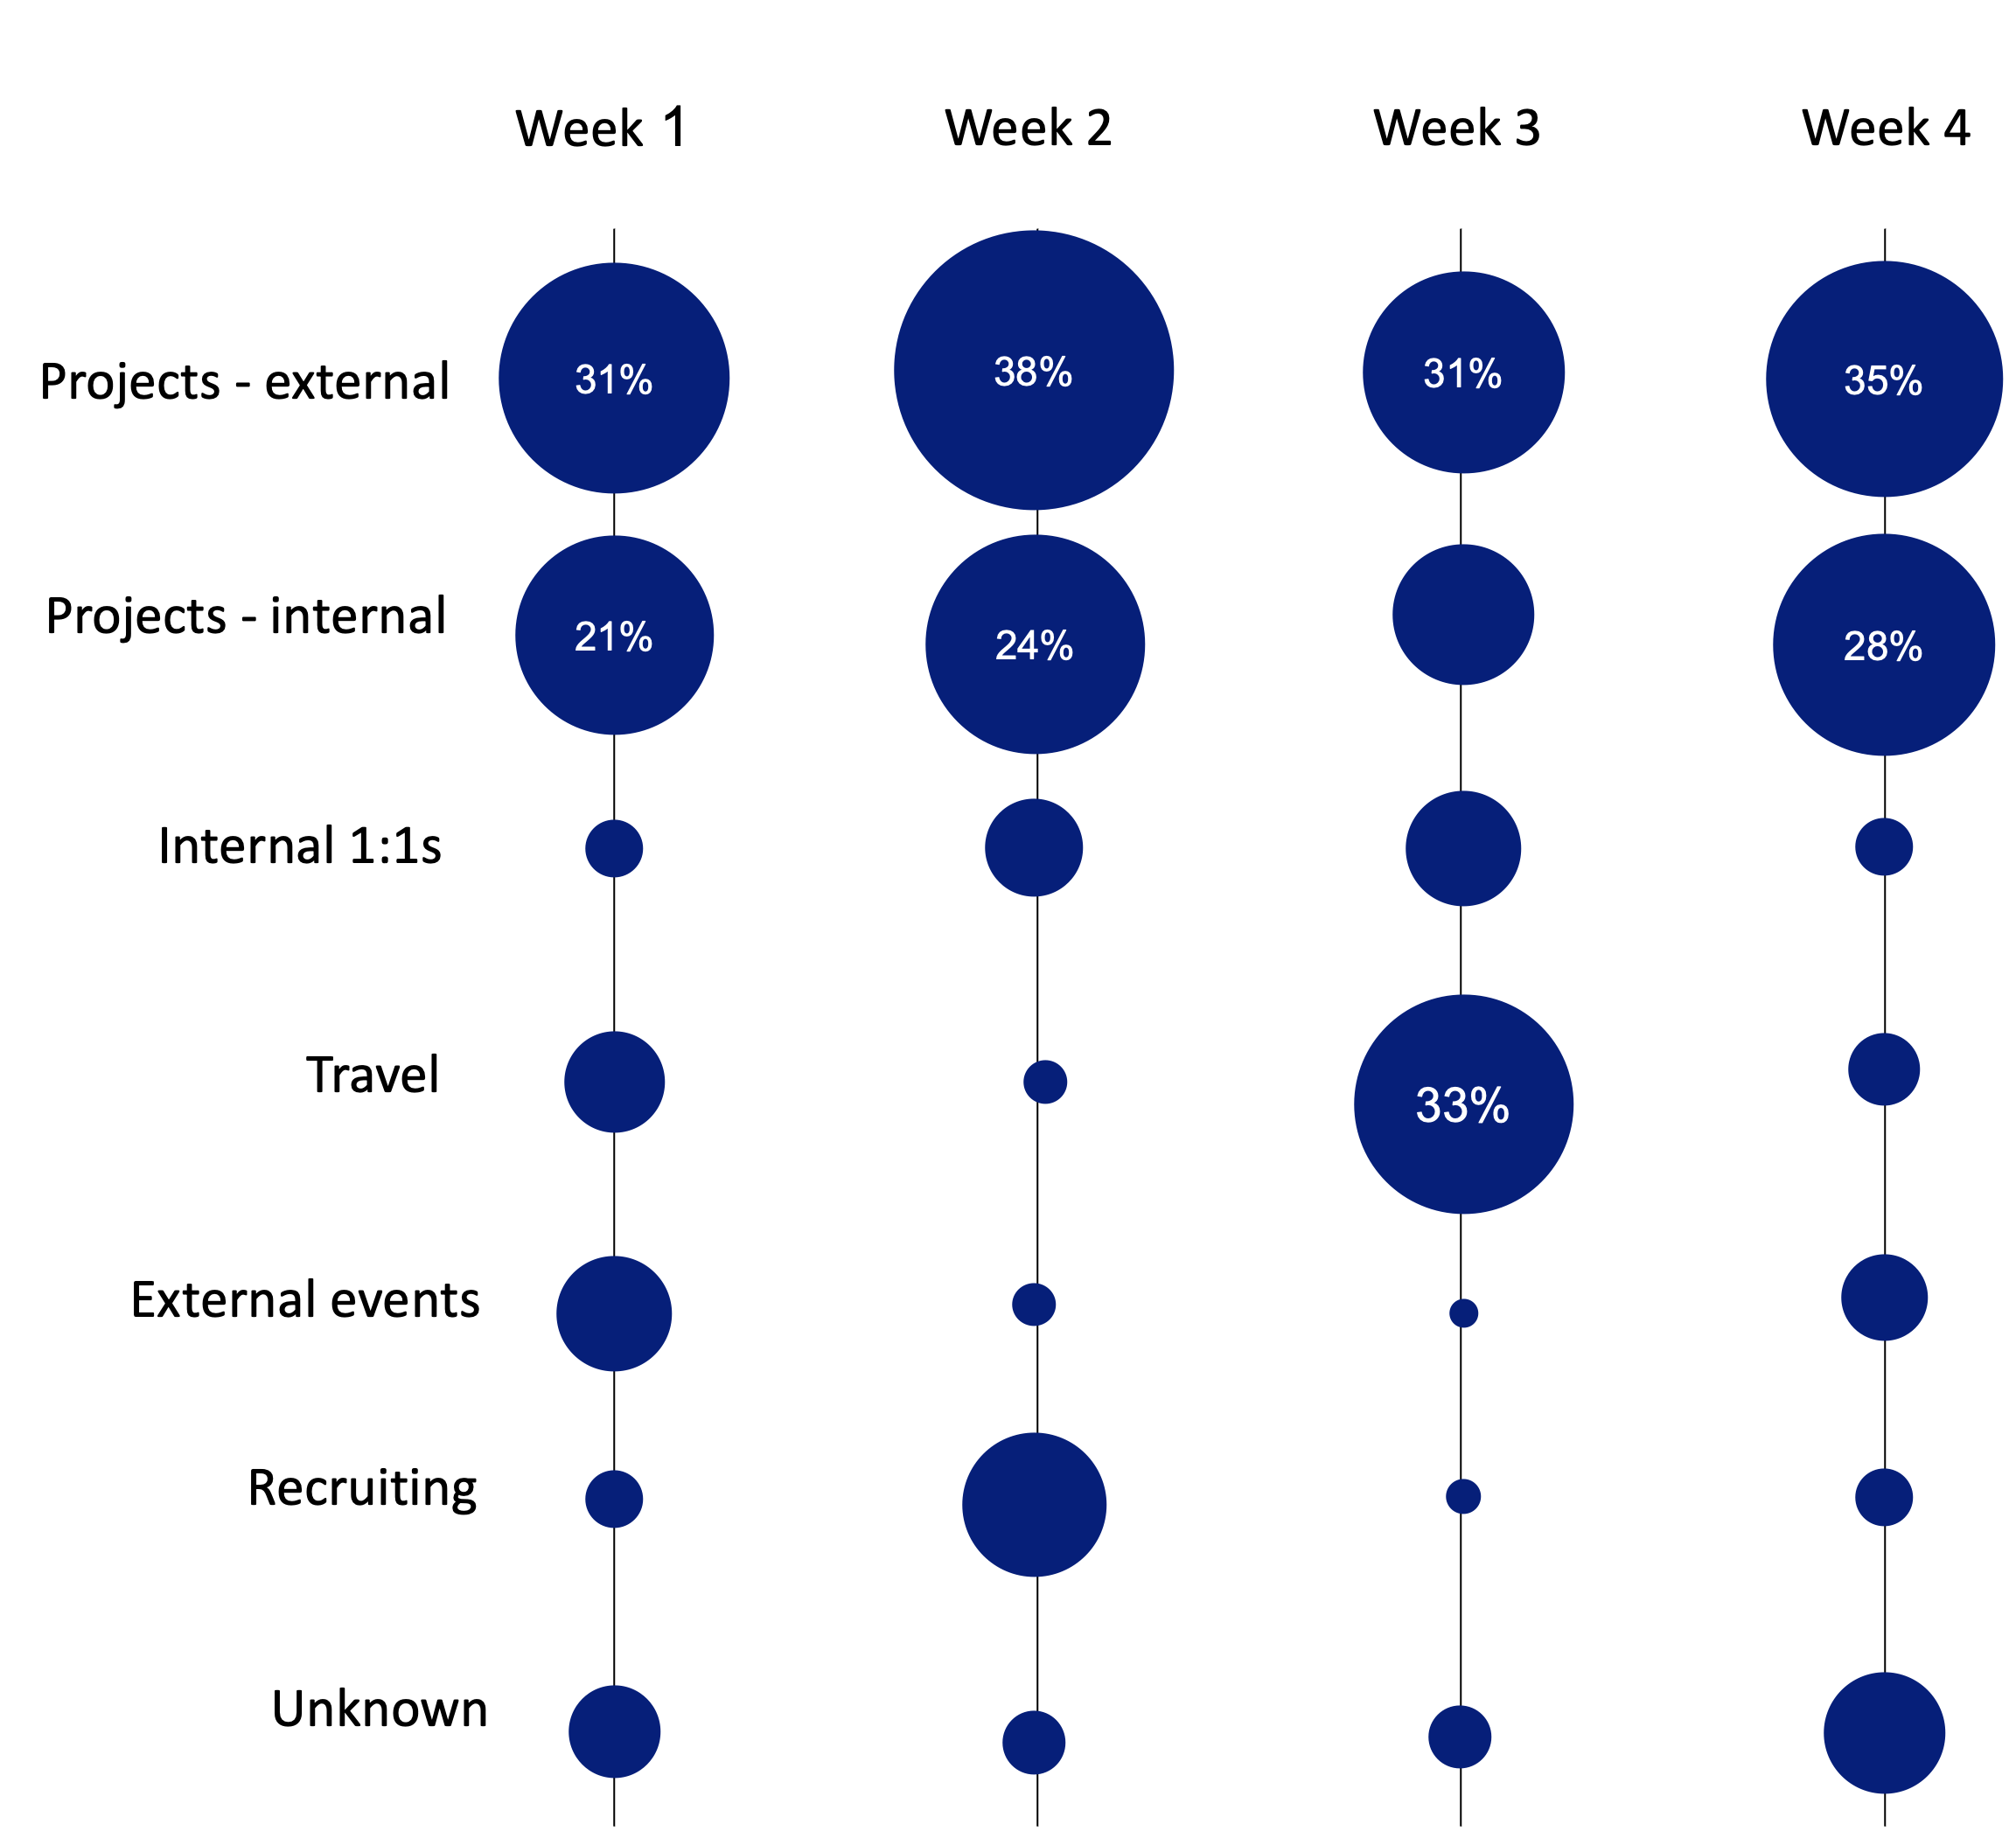 Week 1 Week 2 Week 3 Week 4
Projects - external 31% 38% 31% 35%
Projects - internal 21% 24% 28%
Internal 1:1s
Travel 33%
External events
Recruiting
Unknown